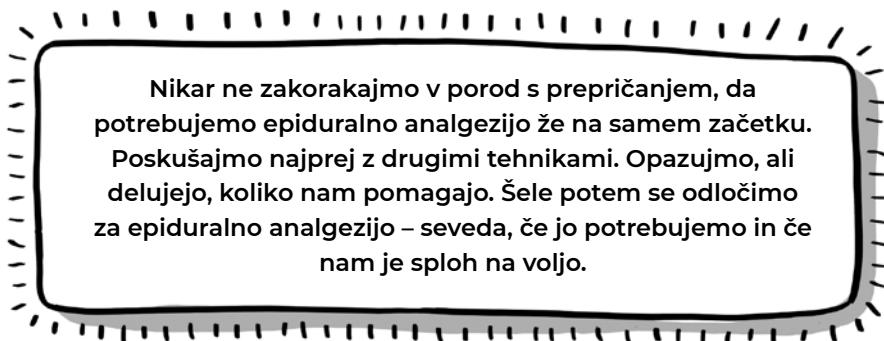 Nikar ne zakorakajmo v porod s prepričanjem, da
potrebujemo epiduralno analgezijo že na samem začetku.
Poskušajmo najprej z drugimi tehnikami. Opazujmo, ali
delujejo, koliko nam pomagajo. Šele potem se odločimo
za epiduralno analgezijo – seveda, če jo potrebujemo in če
nam je sploh na voljo.